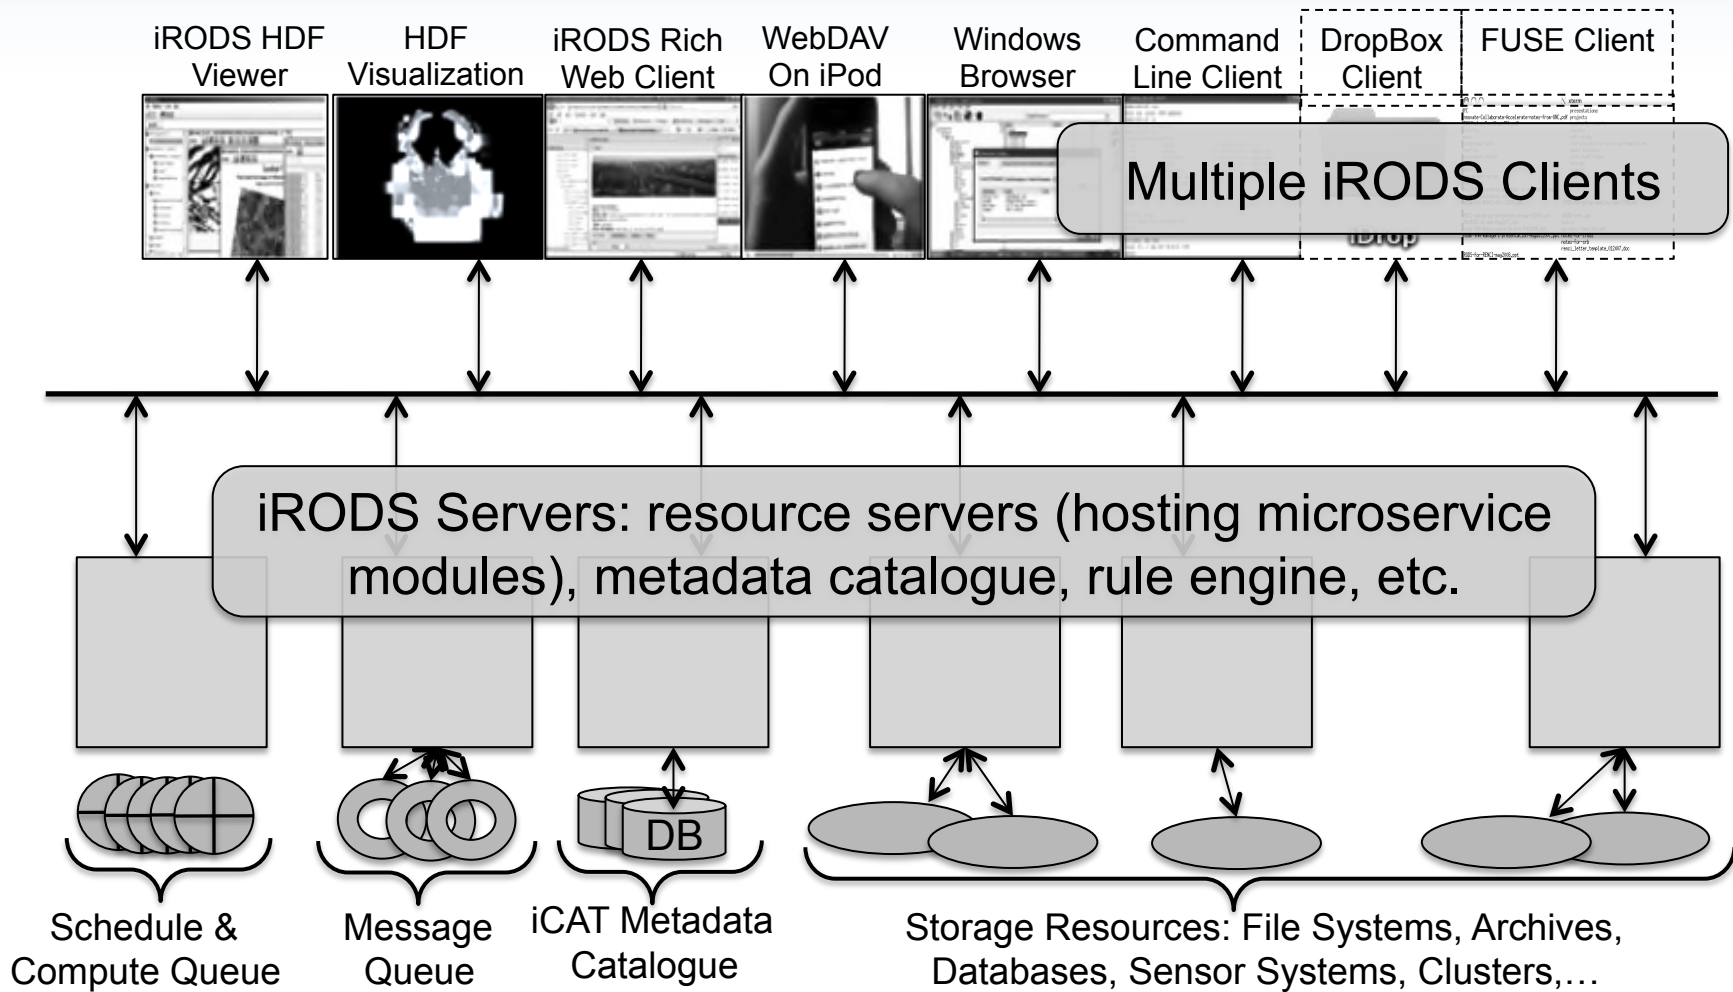 iRODS HDF
Viewer
HDF
Visualization
iRODS Rich
Web Client
WebDAV
On iPod
Windows
Browser
Command
Line Client
DropBox
Client
FUSE Client
Multiple iRODS Clients
iDrop
iRODS Servers: resource servers (hosting microservice
modules), metadata catalogue, rule engine, etc.
DB
Schedule &
Compute Queue
Message
Queue
iCAT Metadata
Catalogue
Storage Resources: File Systems, Archives,
Databases, Sensor Systems, Clusters,…